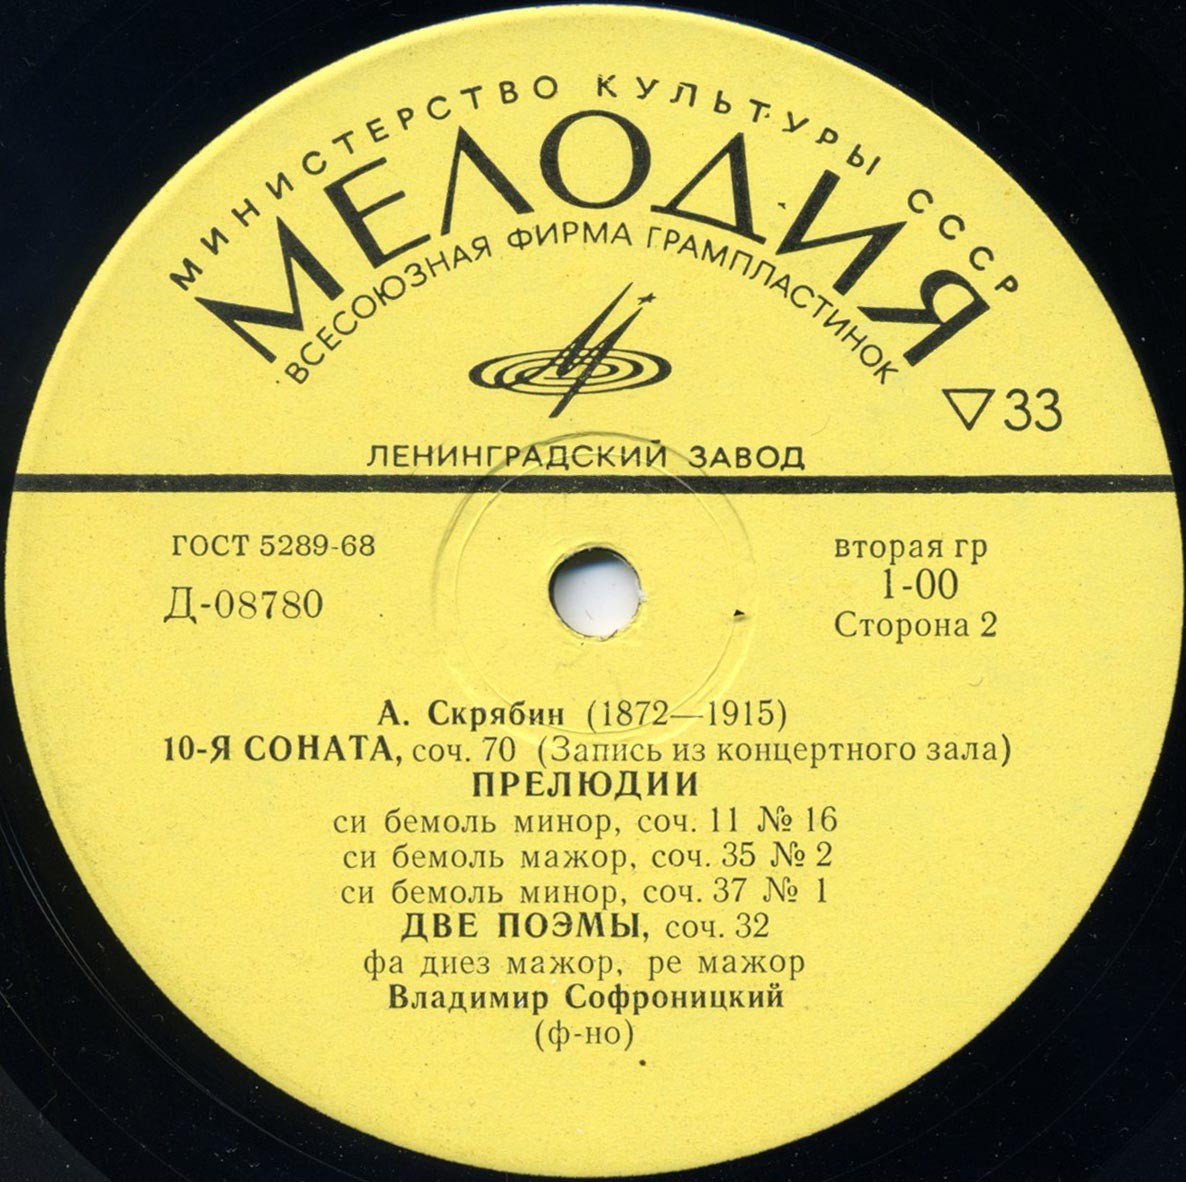 МИНИСТЕРСТВО КУЛЬТУРЫ СССР
МЕЛОДИЯ
ВСЕСОЮЗНАЯ ФИРМА ГРАМПЛАСТИНОК
▽33
ЛЕНИНГРАДСКИЙ ЗАВОД
ГОСТ 5289-68
Д-08780
вторая гр
1-00
Сторона 2
А. Скрябин (1872—1915)
10-Я СОНАТА, соч. 70 (Запись из концертного зала)
ПРЕЛЮДИИ
си бемоль минор, соч. 11 № 16
си бемоль мажор, соч. 35 № 2
си бемоль минор, соч. 37 № 1
ДВЕ ПОЭМЫ, соч. 32
фа диез мажор, ре мажор
Владимир Софроницкий
(ф-но)